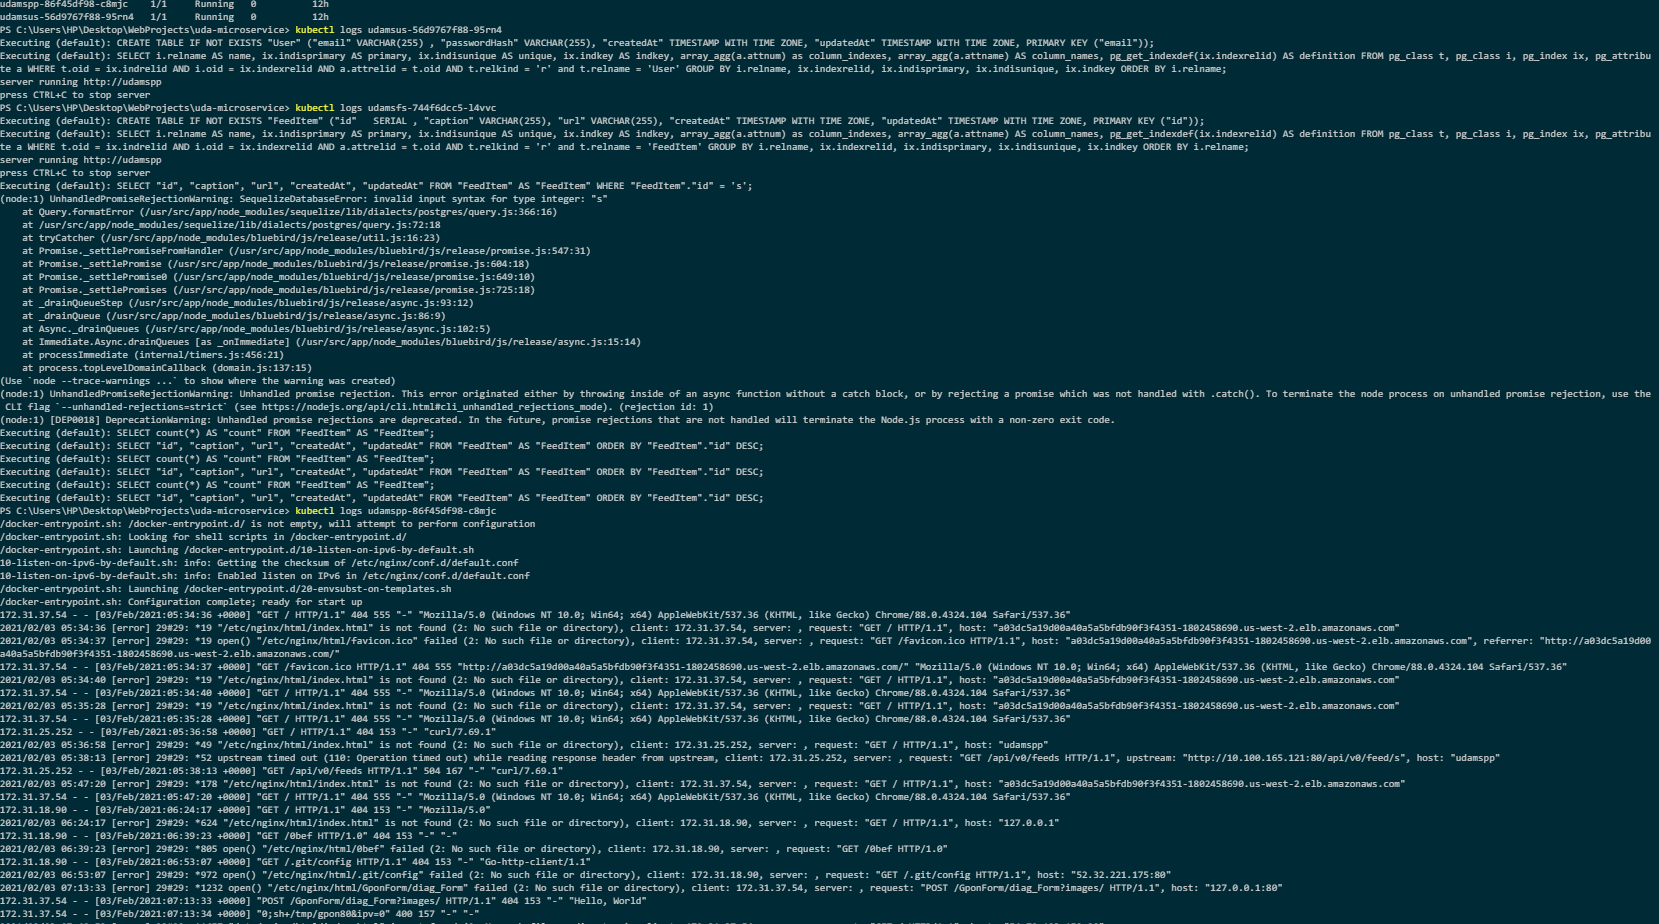 udamspp-86f45df98-c8mjc    1/1     Running   0          12h
udamsus-56d9767f88-95rn4   1/1     Running   0          12h
PS C:\Users\HP\Desktop\WebProjects\uda-microservice> kubectl logs udamsus-56d9767f88-95rn4
Executing (default): CREATE TABLE IF NOT EXISTS "User" ("email" VARCHAR(255) , "passwordHash" VARCHAR(255), "createdAt" TIMESTAMP WITH TIME ZONE, "updatedAt" TIMESTAMP WITH TIME ZONE, PRIMARY KEY ("email"));
Executing (default): SELECT i.relname AS name, ix.indisprimary AS primary, ix.indisunique AS unique, ix.indkey AS indkey, array_agg(a.attnum) as column_indexes, array_agg(a.attname) AS column_names, pg_get_indexdef(ix.indexrelid) AS definition FROM pg_class t, pg_class i, pg_index ix, pg_attribu
te a WHERE t.oid = ix.indrelid AND i.oid = ix.indexrelid AND a.attrelid = t.oid AND t.relkind = 'r' and t.relname = 'User' GROUP BY i.relname, ix.indexrelid, ix.indisprimary, ix.indisunique, ix.indkey ORDER BY i.relname;
server running http://udamspp
press CTRL+C to stop server
PS C:\Users\HP\Desktop\WebProjects\uda-microservice> kubectl logs udamsfs-744f6dcc5-l4vvc
Executing (default): CREATE TABLE IF NOT EXISTS "FeedItem" ("id"   SERIAL , "caption" VARCHAR(255), "url" VARCHAR(255), "createdAt" TIMESTAMP WITH TIME ZONE, "updatedAt" TIMESTAMP WITH TIME ZONE, PRIMARY KEY ("id"));
Executing (default): SELECT i.relname AS name, ix.indisprimary AS primary, ix.indisunique AS unique, ix.indkey AS indkey, array_agg(a.attnum) as column_indexes, array_agg(a.attname) AS column_names, pg_get_indexdef(ix.indexrelid) AS definition FROM pg_class t, pg_class i, pg_index ix, pg_attribu
te a WHERE t.oid = ix.indrelid AND i.oid = ix.indexrelid AND a.attrelid = t.oid AND t.relkind = 'r' and t.relname = 'FeedItem' GROUP BY i.relname, ix.indexrelid, ix.indisprimary, ix.indisunique, ix.indkey ORDER BY i.relname;
server running http://udamspp
press CTRL+C to stop server
Executing (default): SELECT "id", "caption", "url", "createdAt", "updatedAt" FROM "FeedItem" AS "FeedItem" WHERE "FeedItem"."id" = 's';
(node:1) UnhandledPromiseRejectionWarning: SequelizeDatabaseError: invalid input syntax for type integer: "s"
    at Query.formatError (/usr/src/app/node_modules/sequelize/lib/dialects/postgres/query.js:366:16)
    at /usr/src/app/node_modules/sequelize/lib/dialects/postgres/query.js:72:18
    at tryCatcher (/usr/src/app/node_modules/bluebird/js/release/util.js:16:23)
    at Promise._settlePromiseFromHandler (/usr/src/app/node_modules/bluebird/js/release/promise.js:547:31)
    at Promise._settlePromise (/usr/src/app/node_modules/bluebird/js/release/promise.js:604:18)
    at Promise._settlePromise0 (/usr/src/app/node_modules/bluebird/js/release/promise.js:649:10)
    at Promise._settlePromises (/usr/src/app/node_modules/bluebird/js/release/promise.js:725:18)
    at _drainQueueStep (/usr/src/app/node_modules/bluebird/js/release/async.js:93:12)
    at _drainQueue (/usr/src/app/node_modules/bluebird/js/release/async.js:86:9)
    at Async._drainQueues (/usr/src/app/node_modules/bluebird/js/release/async.js:102:5)
    at Immediate.Async.drainQueues [as _onImmediate] (/usr/src/app/node_modules/bluebird/js/release/async.js:15:14)
    at processImmediate (internal/timers.js:456:21)
    at process.topLevelDomainCallback (domain.js:137:15)
(Use `node --trace-warnings ...` to show where the warning was created)
(node:1) UnhandledPromiseRejectionWarning: Unhandled promise rejection. This error originated either by throwing inside of an async function without a catch block, or by rejecting a promise which was not handled with .catch(). To terminate the node process on unhandled promise rejection, use the
 CLI flag `--unhandled-rejections=strict` (see https://nodejs.org/api/cli.html#cli_unhandled_rejections_mode). (rejection id: 1)
(node:1) [DEP0018] DeprecationWarning: Unhandled promise rejections are deprecated. In the future, promise rejections that are not handled will terminate the Node.js process with a non-zero exit code.
Executing (default): SELECT count(*) AS "count" FROM "FeedItem" AS "FeedItem";
Executing (default): SELECT "id", "caption", "url", "createdAt", "updatedAt" FROM "FeedItem" AS "FeedItem" ORDER BY "FeedItem"."id" DESC;
Executing (default): SELECT count(*) AS "count" FROM "FeedItem" AS "FeedItem";
Executing (default): SELECT "id", "caption", "url", "createdAt", "updatedAt" FROM "FeedItem" AS "FeedItem" ORDER BY "FeedItem"."id" DESC;
Executing (default): SELECT count(*) AS "count" FROM "FeedItem" AS "FeedItem";
Executing (default): SELECT "id", "caption", "url", "createdAt", "updatedAt" FROM "FeedItem" AS "FeedItem" ORDER BY "FeedItem"."id" DESC;
PS C:\Users\HP\Desktop\WebProjects\uda-microservice> kubectl logs udamspp-86f45df98-c8mjc
/docker-entrypoint.sh: /docker-entrypoint.d/ is not empty, will attempt to perform configuration
/docker-entrypoint.sh: Looking for shell scripts in /docker-entrypoint.d/
/docker-entrypoint.sh: Launching /docker-entrypoint.d/10-listen-on-ipv6-by-default.sh
10-listen-on-ipv6-by-default.sh: info: Getting the checksum of /etc/nginx/conf.d/default.conf
10-listen-on-ipv6-by-default.sh: info: Enabled listen on IPv6 in /etc/nginx/conf.d/default.conf
/docker-entrypoint.sh: Launching /docker-entrypoint.d/20-envsubst-on-templates.sh
/docker-entrypoint.sh: Configuration complete; ready for start up
172.31.37.54 - - [03/Feb/2021:05:34:36 +0000] "GET / HTTP/1.1" 404 555 "-" "Mozilla/5.0 (Windows NT 10.0; Win64; x64) AppleWebKit/537.36 (KHTML, like Gecko) Chrome/88.0.4324.104 Safari/537.36"
2021/02/03 05:34:36 [error] 29#29: *19 "/etc/nginx/html/index.html" is not found (2: No such file or directory), client: 172.31.37.54, server: , request: "GET / HTTP/1.1", host: "a03dc5a19d00a40a5a5bfdb90f3f4351-1802458690.us-west-2.elb.amazonaws.com"
2021/02/03 05:34:37 [error] 29#29: *19 open() "/etc/nginx/html/favicon.ico" failed (2: No such file or directory), client: 172.31.37.54, server: , request: "GET /favicon.ico HTTP/1.1", host: "a03dc5a19d00a40a5a5bfdb90f3f4351-1802458690.us-west-2.elb.amazonaws.com", referrer: "http://a03dc5a19d00
a40a5a5bfdb90f3f4351-1802458690.us-west-2.elb.amazonaws.com/"
172.31.37.54 - - [03/Feb/2021:05:34:37 +0000] "GET /favicon.ico HTTP/1.1" 404 555 "http://a03dc5a19d00a40a5a5bfdb90f3f4351-1802458690.us-west-2.elb.amazonaws.com/" "Mozilla/5.0 (Windows NT 10.0; Win64; x64) AppleWebKit/537.36 (KHTML, like Gecko) Chrome/88.0.4324.104 Safari/537.36"
2021/02/03 05:34:40 [error] 29#29: *19 "/etc/nginx/html/index.html" is not found (2: No such file or directory), client: 172.31.37.54, server: , request: "GET / HTTP/1.1", host: "a03dc5a19d00a40a5a5bfdb90f3f4351-1802458690.us-west-2.elb.amazonaws.com"
172.31.37.54 - - [03/Feb/2021:05:34:40 +0000] "GET / HTTP/1.1" 404 555 "-" "Mozilla/5.0 (Windows NT 10.0; Win64; x64) AppleWebKit/537.36 (KHTML, like Gecko) Chrome/88.0.4324.104 Safari/537.36"
2021/02/03 05:35:28 [error] 29#29: *19 "/etc/nginx/html/index.html" is not found (2: No such file or directory), client: 172.31.37.54, server: , request: "GET / HTTP/1.1", host: "a03dc5a19d00a40a5a5bfdb90f3f4351-1802458690.us-west-2.elb.amazonaws.com"
172.31.37.54 - - [03/Feb/2021:05:35:28 +0000] "GET / HTTP/1.1" 404 555 "-" "Mozilla/5.0 (Windows NT 10.0; Win64; x64) AppleWebKit/537.36 (KHTML, like Gecko) Chrome/88.0.4324.104 Safari/537.36"
172.31.25.252 - - [03/Feb/2021:05:36:58 +0000] "GET / HTTP/1.1" 404 153 "-" "curl/7.69.1"
2021/02/03 05:36:58 [error] 29#29: *49 "/etc/nginx/html/index.html" is not found (2: No such file or directory), client: 172.31.25.252, server: , request: "GET / HTTP/1.1", host: "udamspp"
2021/02/03 05:38:13 [error] 29#29: *52 upstream timed out (110: Operation timed out) while reading response header from upstream, client: 172.31.25.252, server: , request: "GET /api/v0/feeds HTTP/1.1", upstream: "http://10.100.165.121:80/api/v0/feed/s", host: "udamspp"
172.31.25.252 - - [03/Feb/2021:05:38:13 +0000] "GET /api/v0/feeds HTTP/1.1" 504 167 "-" "curl/7.69.1"
2021/02/03 05:47:20 [error] 29#29: *178 "/etc/nginx/html/index.html" is not found (2: No such file or directory), client: 172.31.37.54, server: , request: "GET / HTTP/1.1", host: "a03dc5a19d00a40a5a5bfdb90f3f4351-1802458690.us-west-2.elb.amazonaws.com"
172.31.37.54 - - [03/Feb/2021:05:47:20 +0000] "GET / HTTP/1.1" 404 555 "-" "Mozilla/5.0 (Windows NT 10.0; Win64; x64) AppleWebKit/537.36 (KHTML, like Gecko) Chrome/88.0.4324.104 Safari/537.36"
172.31.18.90 - - [03/Feb/2021:06:24:17 +0000] "GET / HTTP/1.1" 404 153 "-" "Mozilla/5.0"
2021/02/03 06:24:17 [error] 29#29: *624 "/etc/nginx/html/index.html" is not found (2: No such file or directory), client: 172.31.18.90, server: , request: "GET / HTTP/1.1", host: "127.0.0.1"
172.31.18.90 - - [03/Feb/2021:06:39:23 +0000] "GET /0bef HTTP/1.0" 404 153 "-" "-"
2021/02/03 06:39:23 [error] 29#29: *805 open() "/etc/nginx/html/0bef" failed (2: No such file or directory), client: 172.31.18.90, server: , request: "GET /0bef HTTP/1.0"
172.31.18.90 - - [03/Feb/2021:06:53:07 +0000] "GET /.git/config HTTP/1.1" 404 153 "-" "Go-http-client/1.1"
2021/02/03 06:53:07 [error] 29#29: *972 open() "/etc/nginx/html/.git/config" failed (2: No such file or directory), client: 172.31.18.90, server: , request: "GET /.git/config HTTP/1.1", host: "52.32.221.175:80"
2021/02/03 07:13:33 [error] 29#29: *1232 open() "/etc/nginx/html/GponForm/diag_Form" failed (2: No such file or directory), client: 172.31.37.54, server: , request: "POST /GponForm/diag_Form?images/ HTTP/1.1", host: "127.0.0.1:80"
172.31.37.54 - - [03/Feb/2021:07:13:33 +0000] "POST /GponForm/diag_Form?images/ HTTP/1.1" 404 153 "-" "Hello, World"
172.31.37.54 - - [03/Feb/2021:07:13:34 +0000] "0;sh+/tmp/gpon80&ipv=0" 400 157 "-" "-"